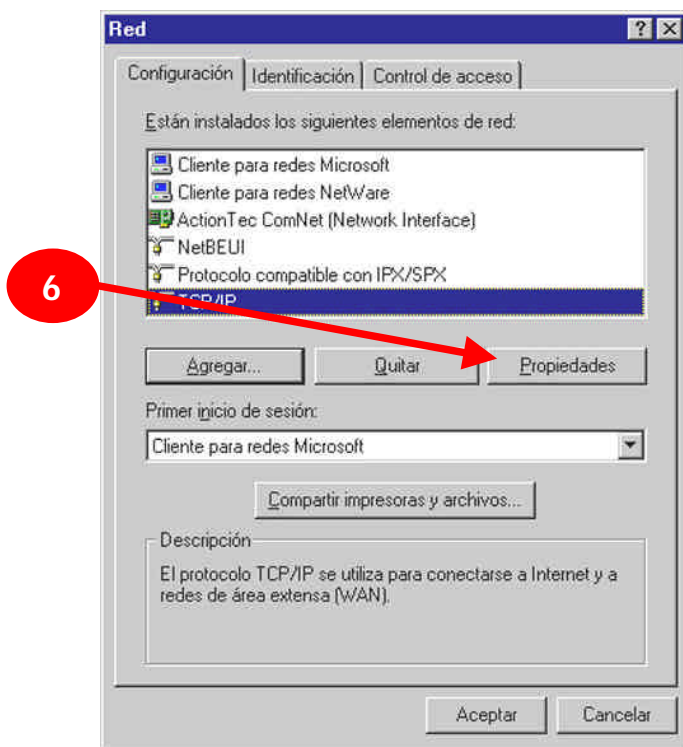 Red
Configuración Identificación Control de acceso
Están instalados los siguientes elementos de red:
Cliente para redes Microsoft
Cliente para redes NetWare
ActionTec ComNet (Network Interface)
NetBEUI
Protocolo compatible con IPX/SPX
6
TCP/IP
Agregar... Quitar Propiedades
Primer inicio de sesión:
Cliente para redes Microsoft
Compartir impresoras y archivos...
Descripción
El protocolo TCP/IP se utiliza para conectarse a Internet y a
redes de área extensa (WAN).
Aceptar Cancelar